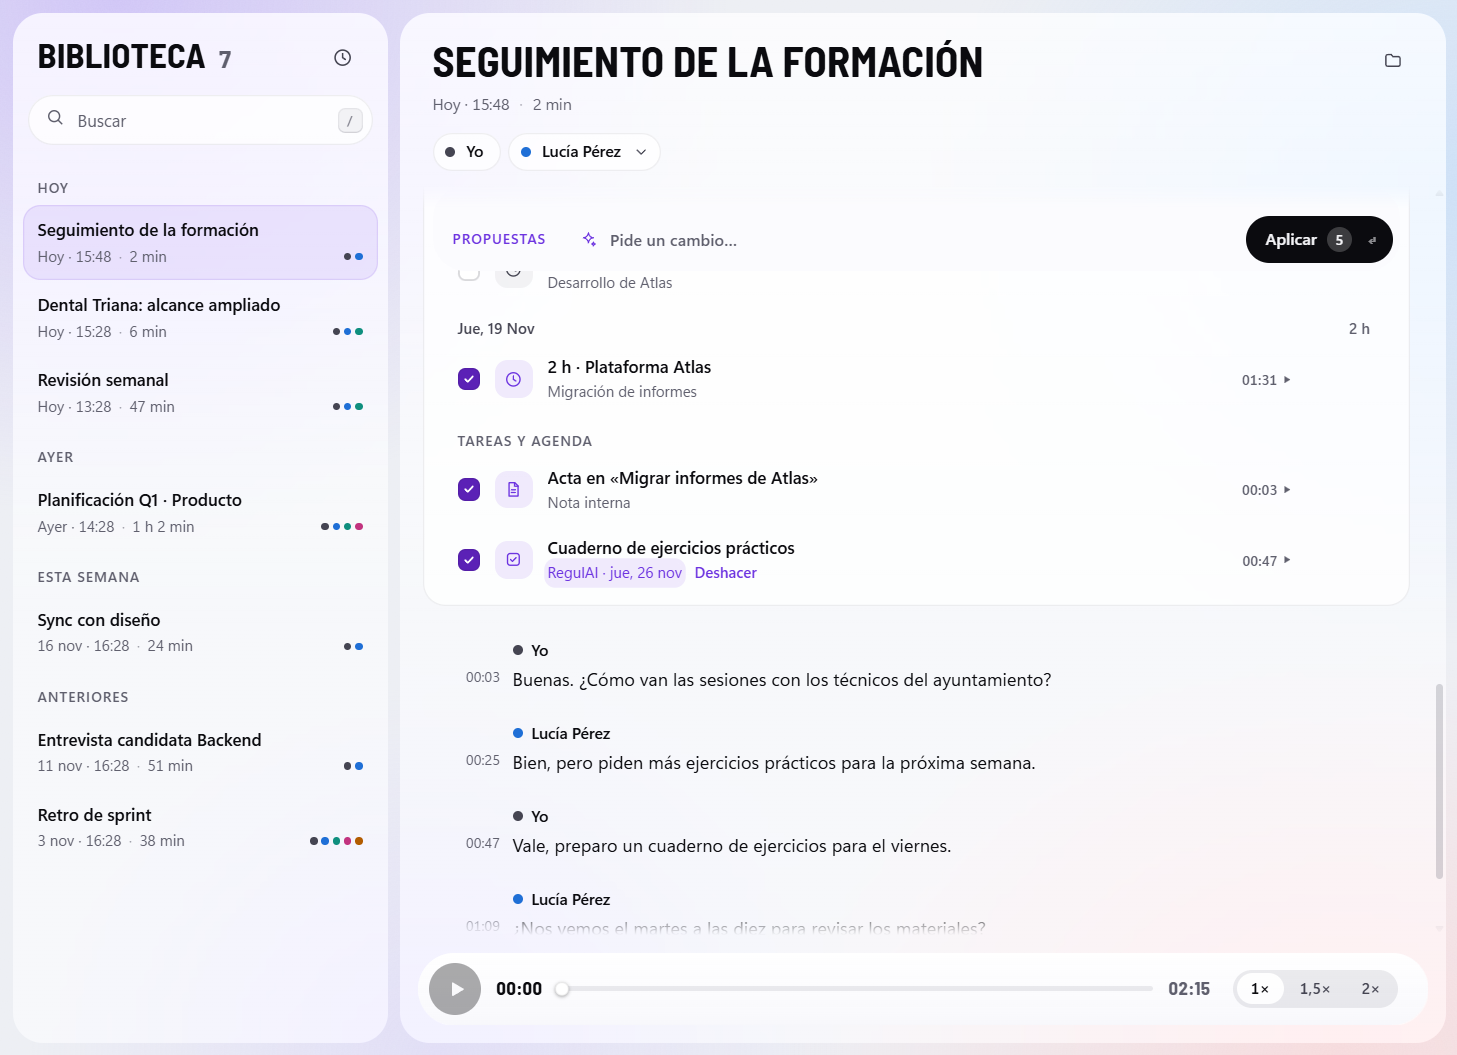 BIBLIOTECA 7
Buscar /
HOY
Seguimiento de la formación
Hoy · 15:48 · 2 min
Dental Triana: alcance ampliado
Hoy · 15:28 · 6 min
Revisión semanal
Hoy · 13:28 · 47 min
AYER
Planificación Q1 · Producto
Ayer · 14:28 · 1 h 2 min
ESTA SEMANA
Sync con diseño
16 nov · 16:28 · 24 min
ANTERIORES
Entrevista candidata Backend
11 nov · 16:28 · 51 min
Retro de sprint
3 nov · 16:28 · 38 min
SEGUIMIENTO DE LA FORMACIÓN
Hoy · 15:48 · 2 min
Yo Lucía Pérez
PROPUESTAS Pide un cambio... Aplicar 5
Desarrollo de Atlas
Jue, 19 Nov 2 h
2 h · Plataforma Atlas
Migración de informes
01:31
TAREAS Y AGENDA
Acta en «Migrar informes de Atlas»
Nota interna
00:03
Cuaderno de ejercicios prácticos
RegulAI · jue, 26 nov Deshacer
00:47
Yo
00:03 Buenas. ¿Cómo van las sesiones con los técnicos del ayuntamiento?
Lucía Pérez
00:25 Bien, pero piden más ejercicios prácticos para la próxima semana.
Yo
00:47 Vale, preparo un cuaderno de ejercicios para el viernes.
Lucía Pérez
01:09 ¿Nos vemos el martes a las diez para revisar los materiales?
00:00 02:15 1× 1,5× 2×